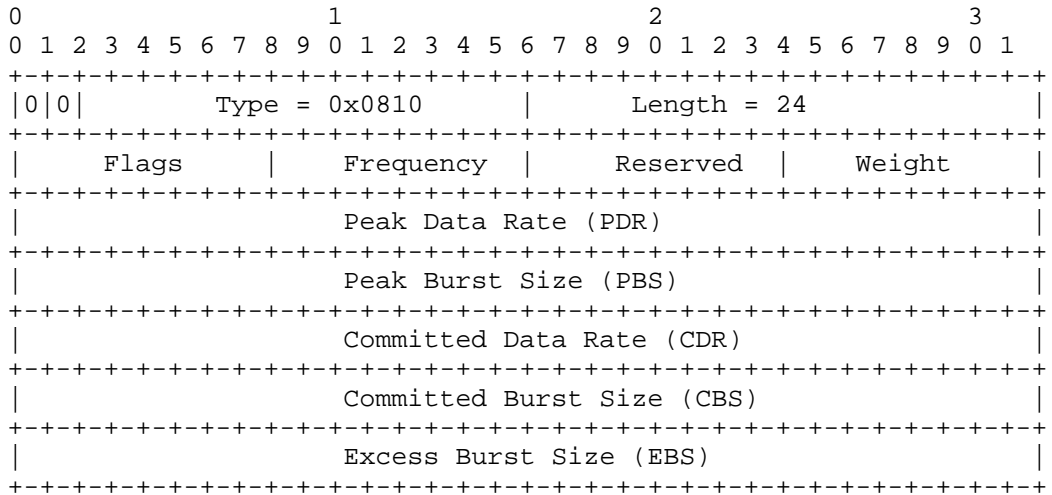 0                   1                   2                   3
0 1 2 3 4 5 6 7 8 9 0 1 2 3 4 5 6 7 8 9 0 1 2 3 4 5 6 7 8 9 0 1
+-+-+-+-+-+-+-+-+-+-+-+-+-+-+-+-+-+-+-+-+-+-+-+-+-+-+-+-+-+-+-+-+
|0|0|        Type = 0x0810      |      Length = 24              |
+-+-+-+-+-+-+-+-+-+-+-+-+-+-+-+-+-+-+-+-+-+-+-+-+-+-+-+-+-+-+-+-+
|     Flags     |    Frequency  |     Reserved  |    Weight     |
+-+-+-+-+-+-+-+-+-+-+-+-+-+-+-+-+-+-+-+-+-+-+-+-+-+-+-+-+-+-+-+-+
|                    Peak Data Rate (PDR)                       |
+-+-+-+-+-+-+-+-+-+-+-+-+-+-+-+-+-+-+-+-+-+-+-+-+-+-+-+-+-+-+-+-+
|                    Peak Burst Size (PBS)                      |
+-+-+-+-+-+-+-+-+-+-+-+-+-+-+-+-+-+-+-+-+-+-+-+-+-+-+-+-+-+-+-+-+
|                    Committed Data Rate (CDR)                  |
+-+-+-+-+-+-+-+-+-+-+-+-+-+-+-+-+-+-+-+-+-+-+-+-+-+-+-+-+-+-+-+-+
|                    Committed Burst Size (CBS)                 |
+-+-+-+-+-+-+-+-+-+-+-+-+-+-+-+-+-+-+-+-+-+-+-+-+-+-+-+-+-+-+-+-+
|                    Excess Burst Size (EBS)                    |
+-+-+-+-+-+-+-+-+-+-+-+-+-+-+-+-+-+-+-+-+-+-+-+-+-+-+-+-+-+-+-+-+